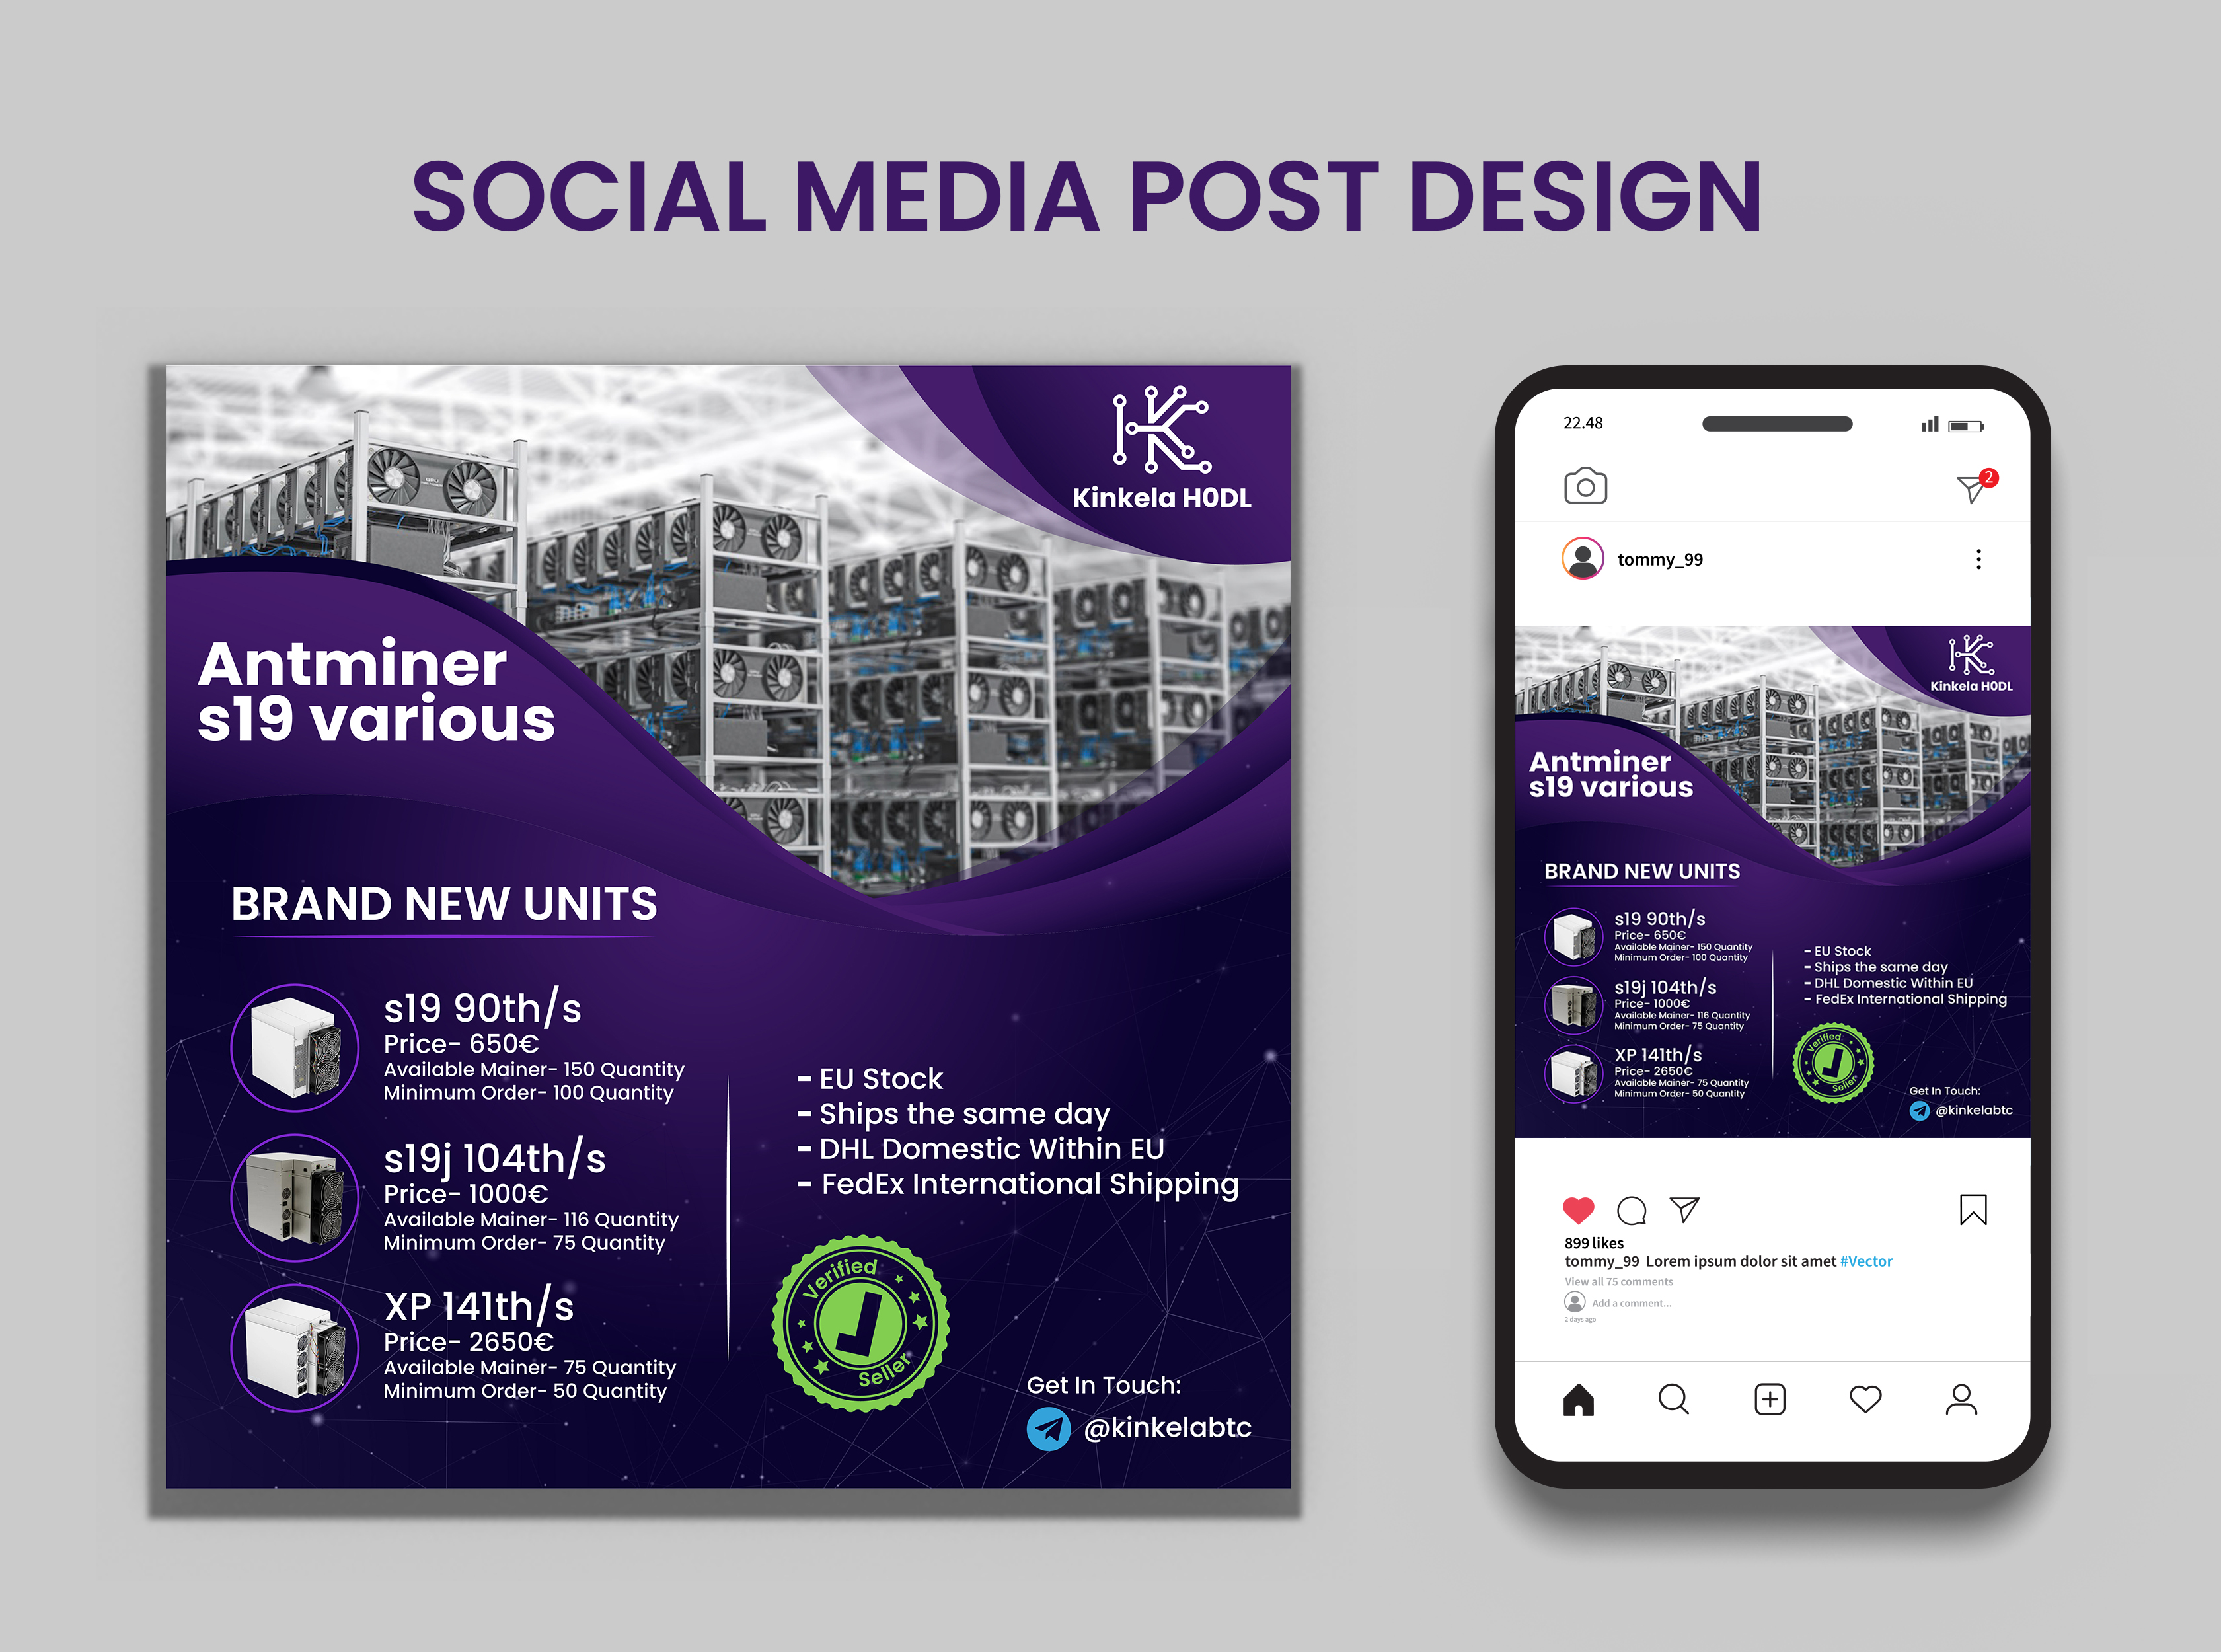 SOCIAL MEDIA POST DESIGN
Kinkela H0DL
Antminer
s19 various
BRAND NEW UNITS
s19 90th/s
Price- 650€
Available Mainer- 150 Quantity
Minimum Order- 100 Quantity
s19j 104th/s
Price- 1000€
Available Mainer- 116 Quantity
Minimum Order- 75 Quantity
XP 141th/s
Price- 2650€
Available Mainer- 75 Quantity
Minimum Order- 50 Quantity
- EU Stock
- Ships the same day
- DHL Domestic Within EU
- FedEx International Shipping
Verified
Seller
Get In Touch:
@kinkelabtc
22.48
2
tommy_99
Kinkela H0DL
Antminer
s19 various
BRAND NEW UNITS
s19 90th/s
Price- 650€
Available Mainer- 150 Quantity
Minimum Order- 100 Quantity
s19j 104th/s
Price- 1000€
Available Mainer- 116 Quantity
Minimum Order- 75 Quantity
XP 141th/s
Price- 2650€
Available Mainer- 75 Quantity
Minimum Order- 50 Quantity
- EU Stock
- Ships the same day
- DHL Domestic Within EU
- FedEx International Shipping
Verified
Seller
Get In Touch:
@kinkelabtc
899 likes
tommy_99 Lorem ipsum dolor sit amet #Vector
View all 75 comments
Add a comment...
2 days ago